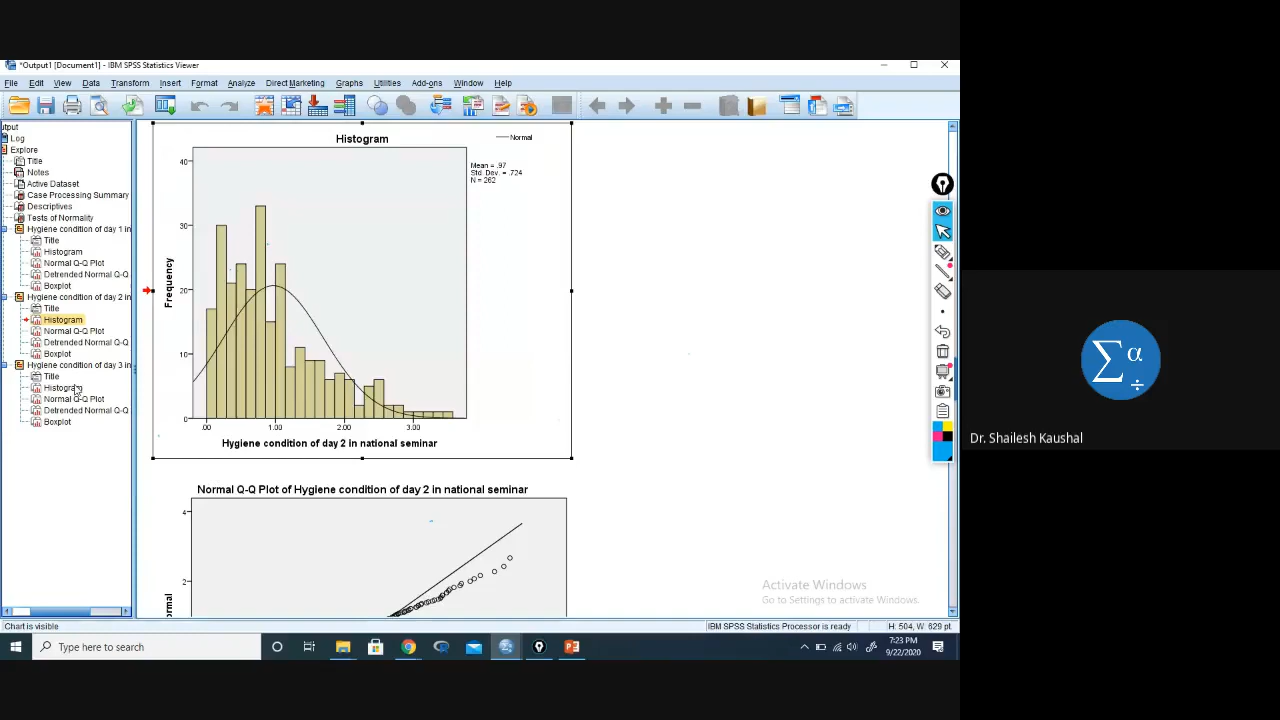 *Output1 [Document1] - IBM SPSS Statistics Viewer
File Edit View Data Transform Insert Format Analyze Direct Marketing Graphs Utilities Add-ons Window Help
utput
Log
Explore
Title
Notes
Active Dataset
Case Processing Summary
Descriptives
Tests of Normality
Hygiene condition of day 1 in
Title
Histogram
Normal Q-Q Plot
Detrended Normal Q-Q
Boxplot
Hygiene condition of day 2 in
Title
Histogram
Normal Q-Q Plot
Detrended Normal Q-Q
Boxplot
Hygiene condition of day 3 in
Title
Histogram
Normal Q-Q Plot
Detrended Normal Q-Q
Boxplot
Histogram
Normal
Mean = .97
Std. Dev. = .724
N = 262
Frequency
40
30
20
10
0
.00 1.00 2.00 3.00
Hygiene condition of day 2 in national seminar
Normal Q-Q Plot of Hygiene condition of day 2 in national seminar
4
2
ormal
Activate Windows
Go to Settings to activate Windows.
Chart is visible
IBM SPSS Statistics Processor is ready
H: 504, W: 629 pt.
Type here to search
7:23 PM
9/22/2020
Σ α ÷
Dr. Shailesh Kaushal